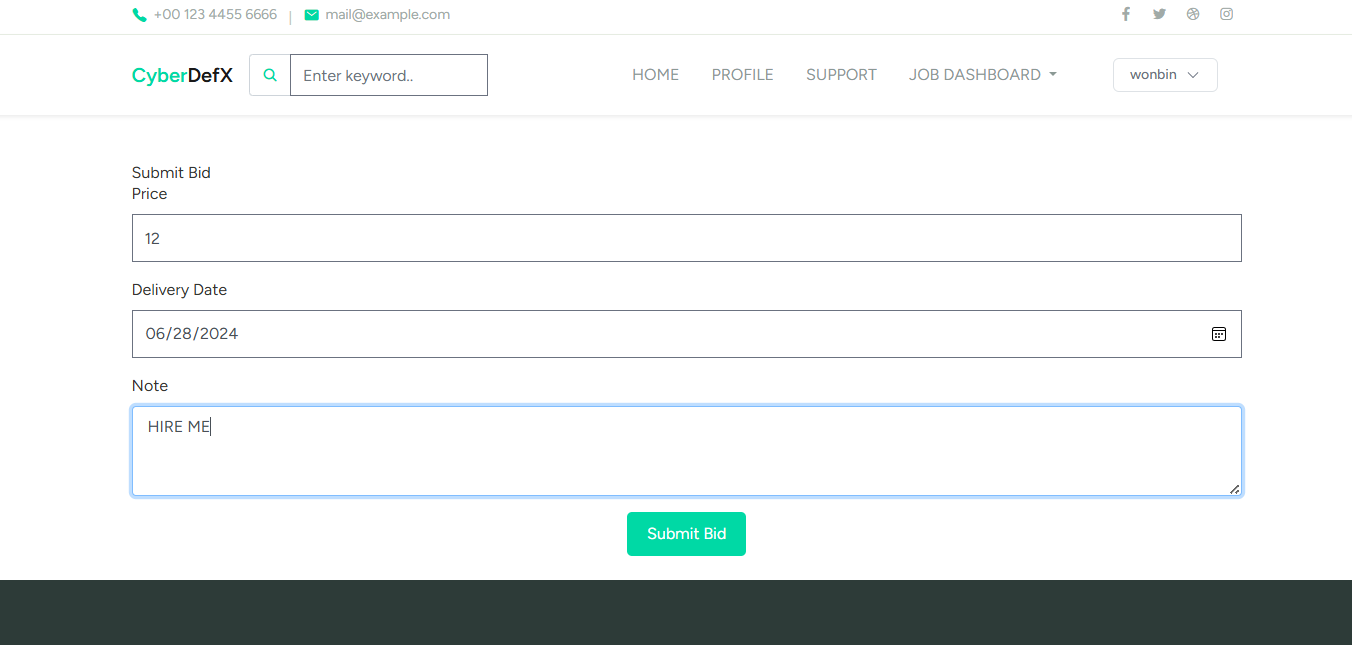 +00 123 4455 6666 | mail@example.com
CyberDefX Enter keyword.. HOME PROFILE SUPPORT JOB DASHBOARD wonbin
Submit Bid
Price
12
Delivery Date
06/28/2024
Note
HIRE ME
Submit Bid